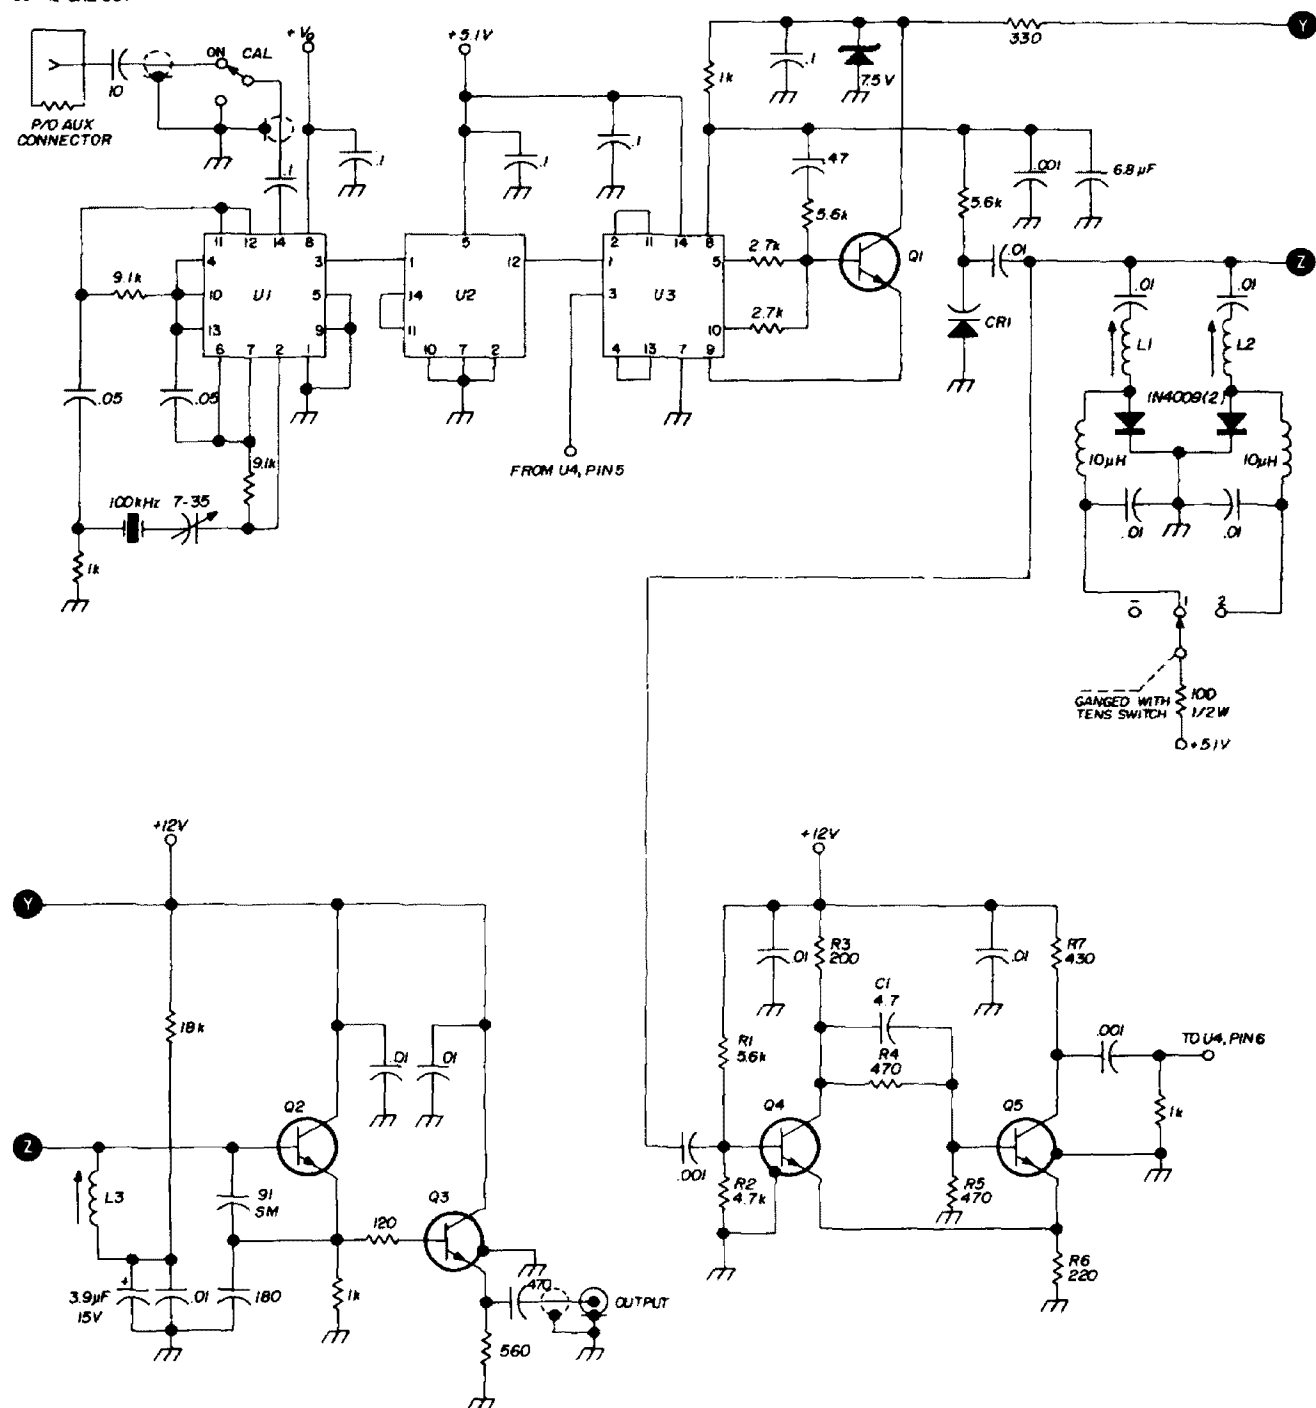 ON
CAL
10
P/O AUX
CONNECTOR
+5.1V
.1
.1
.1
.1
1k
.1
7.5V
330
Y
.47
5.6k
5.6k
.001
6.8µF
11
12
14
8
4
10
13
6
7
2
1
3
5
9
U1
9.1k
.05
.05
9.1k
100kHz
7-35
1k
5
1
14
11
10
7
2
12
U2
2
11
14
8
1
3
4
13
7
9
5
10
U3
2.7k
2.7k
Q1
.01
CR1
Z
.01
.01
L1
L2
1N4009(2)
10µH
10µH
.01
.01
FROM U4, PIN 5
1
2
GANGED WITH
TENS SWITCH
100
1/2W
+5.1V
+12V
Y
18k
.01
.01
Q2
Z
L3
91
SM
120
Q3
3.9µF
15V
+
.01
180
1k
470
OUTPUT
560
+12V
.01
R3
200
.01
R7
430
C1
4.7
R1
5.6k
R4
470
.001
TO U4, PIN 6
1k
Q4
Q5
.001
R2
4.7k
R5
470
R6
220